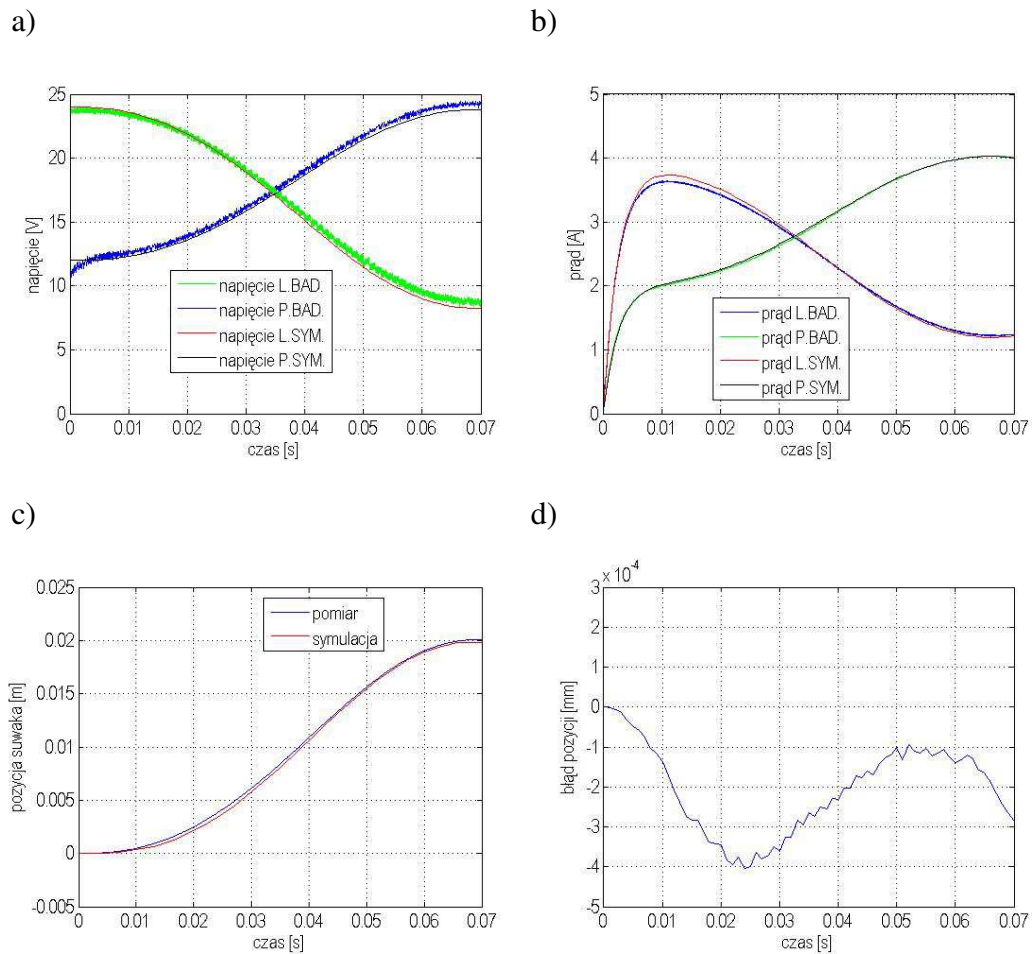 a)
25
20
15
10
5
0
napięcie [V]
napięcie L.BAD.
napięcie P.BAD.
napięcie L.SYM.
napięcie P.SYM.
0 0.01 0.02 0.03 0.04 0.05 0.06 0.07
czas [s]
b)
5
4
3
2
1
0
prąd [A]
prąd L.BAD.
prąd P.BAD.
prąd L.SYM.
prąd P.SYM.
0 0.01 0.02 0.03 0.04 0.05 0.06 0.07
czas [s]
c)
0.025
0.02
0.015
0.01
0.005
0
-0.005
pozycja suwaka [m]
pomiar
symulacja
0 0.01 0.02 0.03 0.04 0.05 0.06 0.07
czas [s]
d)
x 10-4
3
2
1
0
-1
-2
-3
-4
-5
błąd pozycji [mm]
0 0.01 0.02 0.03 0.04 0.05 0.06 0.07
czas [s]